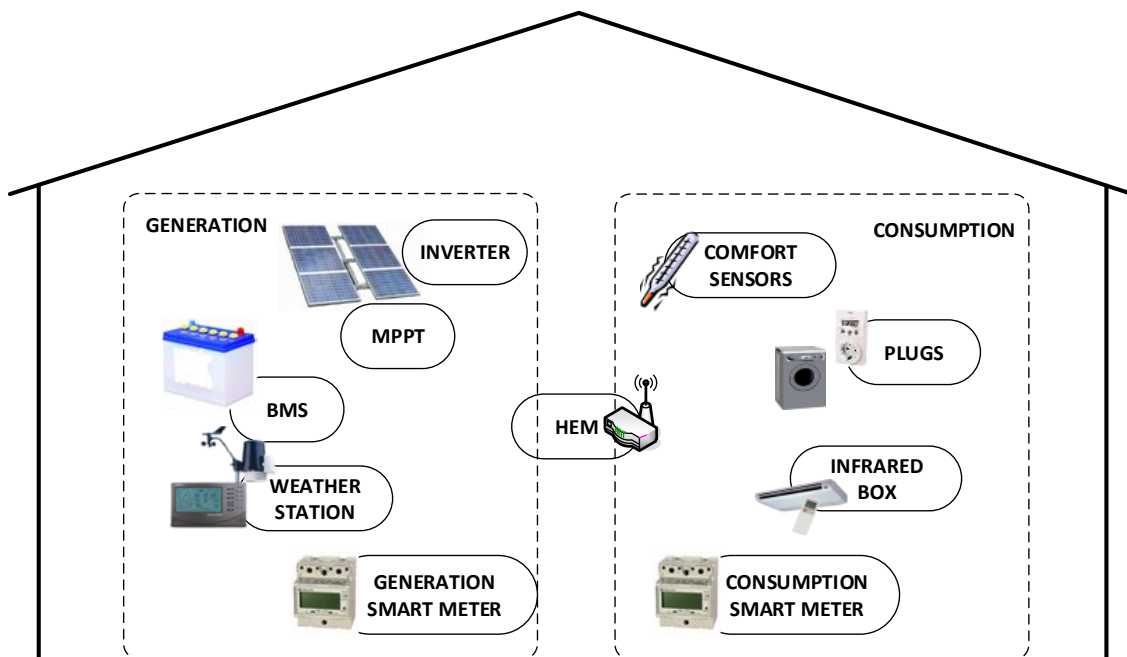 GENERATION
INVERTER
MPPT
BMS
WEATHER
STATION
GENERATION
SMART METER
HEM
CONSUMPTION
COMFORT
SENSORS
PLUGS
INFRARED
BOX
CONSUMPTION
SMART METER